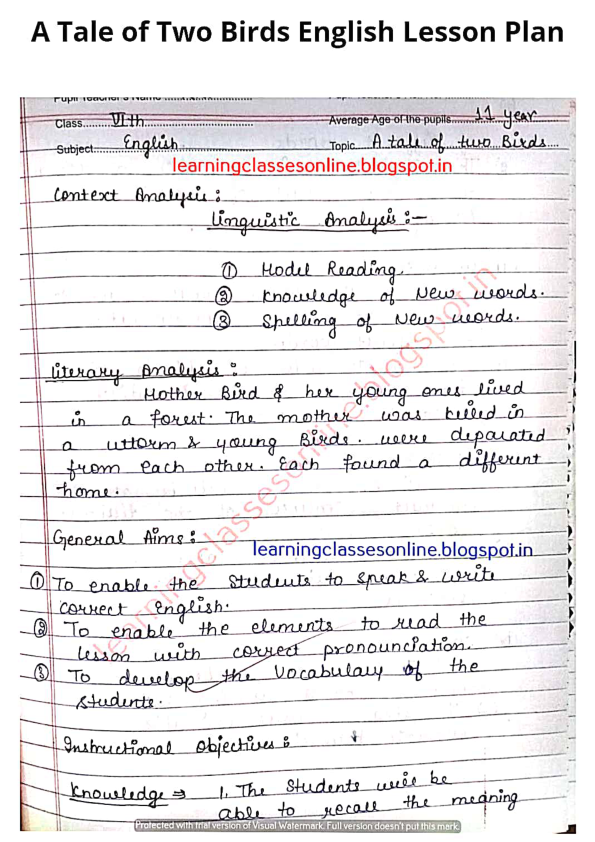 A Tale of Two Birds English Lesson Plan
Pupil Teacher's Name
Class........VIth
Average Age of the pupils......11 year
Subject........English
Topic....A tale of two Birds....
learningclassesonline.blogspot.in
Context Analysis :
Linguistic Analysis :-
① Model Reading.
② Knowledge of New words.
③ Spelling of New words.
Literary Analysis :
Mother Bird & her young ones lived
in a forest. The mother was killed in
a uttorm & young Birds. were deparated
from each other. Each found a different
home.
General Aims :
learningclassesonline.blogspot.in
① To enable the Students to speak & write
correct english.
② To enable the elements to read the
lesson with correct pronounciation.
③ To develop the Vocabulary of the
students.
Instructional Objectives :
Knowledge ⇒ 1. The Students will be
able to recall the meaning
learningclassesonline.blogspot.in
Protected with trial version of Visual Watermark. Full version doesn't put this mark.